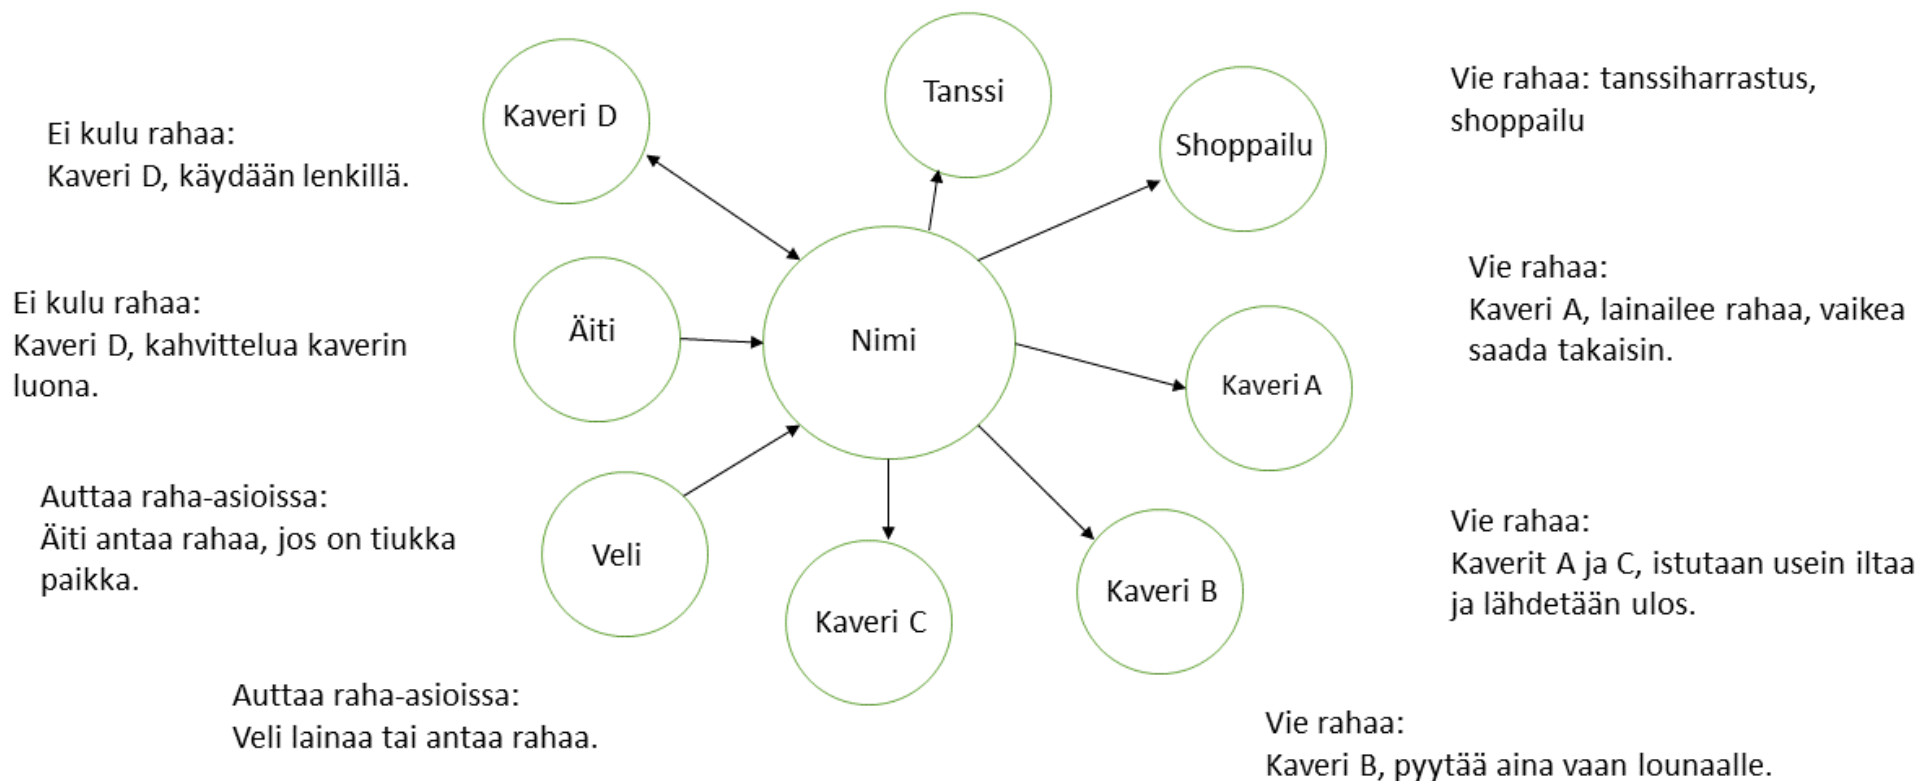 Tanssi
Kaveri D
Shoppailu
Nimi
Äiti
Kaveri A
Veli
Kaveri C
Kaveri B
Ei kulu rahaa:
Kaveri D, käydään lenkillä.
Ei kulu rahaa:
Kaveri D, kahvittelua kaverin
luona.
Auttaa raha-asioissa:
Äiti antaa rahaa, jos on tiukka
paikka.
Auttaa raha-asioissa:
Veli lainaa tai antaa rahaa.
Vie rahaa: tanssiharrastus,
shoppailu
Vie rahaa:
Kaveri A, lainailee rahaa, vaikea
saada takaisin.
Vie rahaa:
Kaverit A ja C, istutaan usein iltaa
ja lähdetään ulos.
Vie rahaa:
Kaveri B, pyytää aina vaan lounaalle.